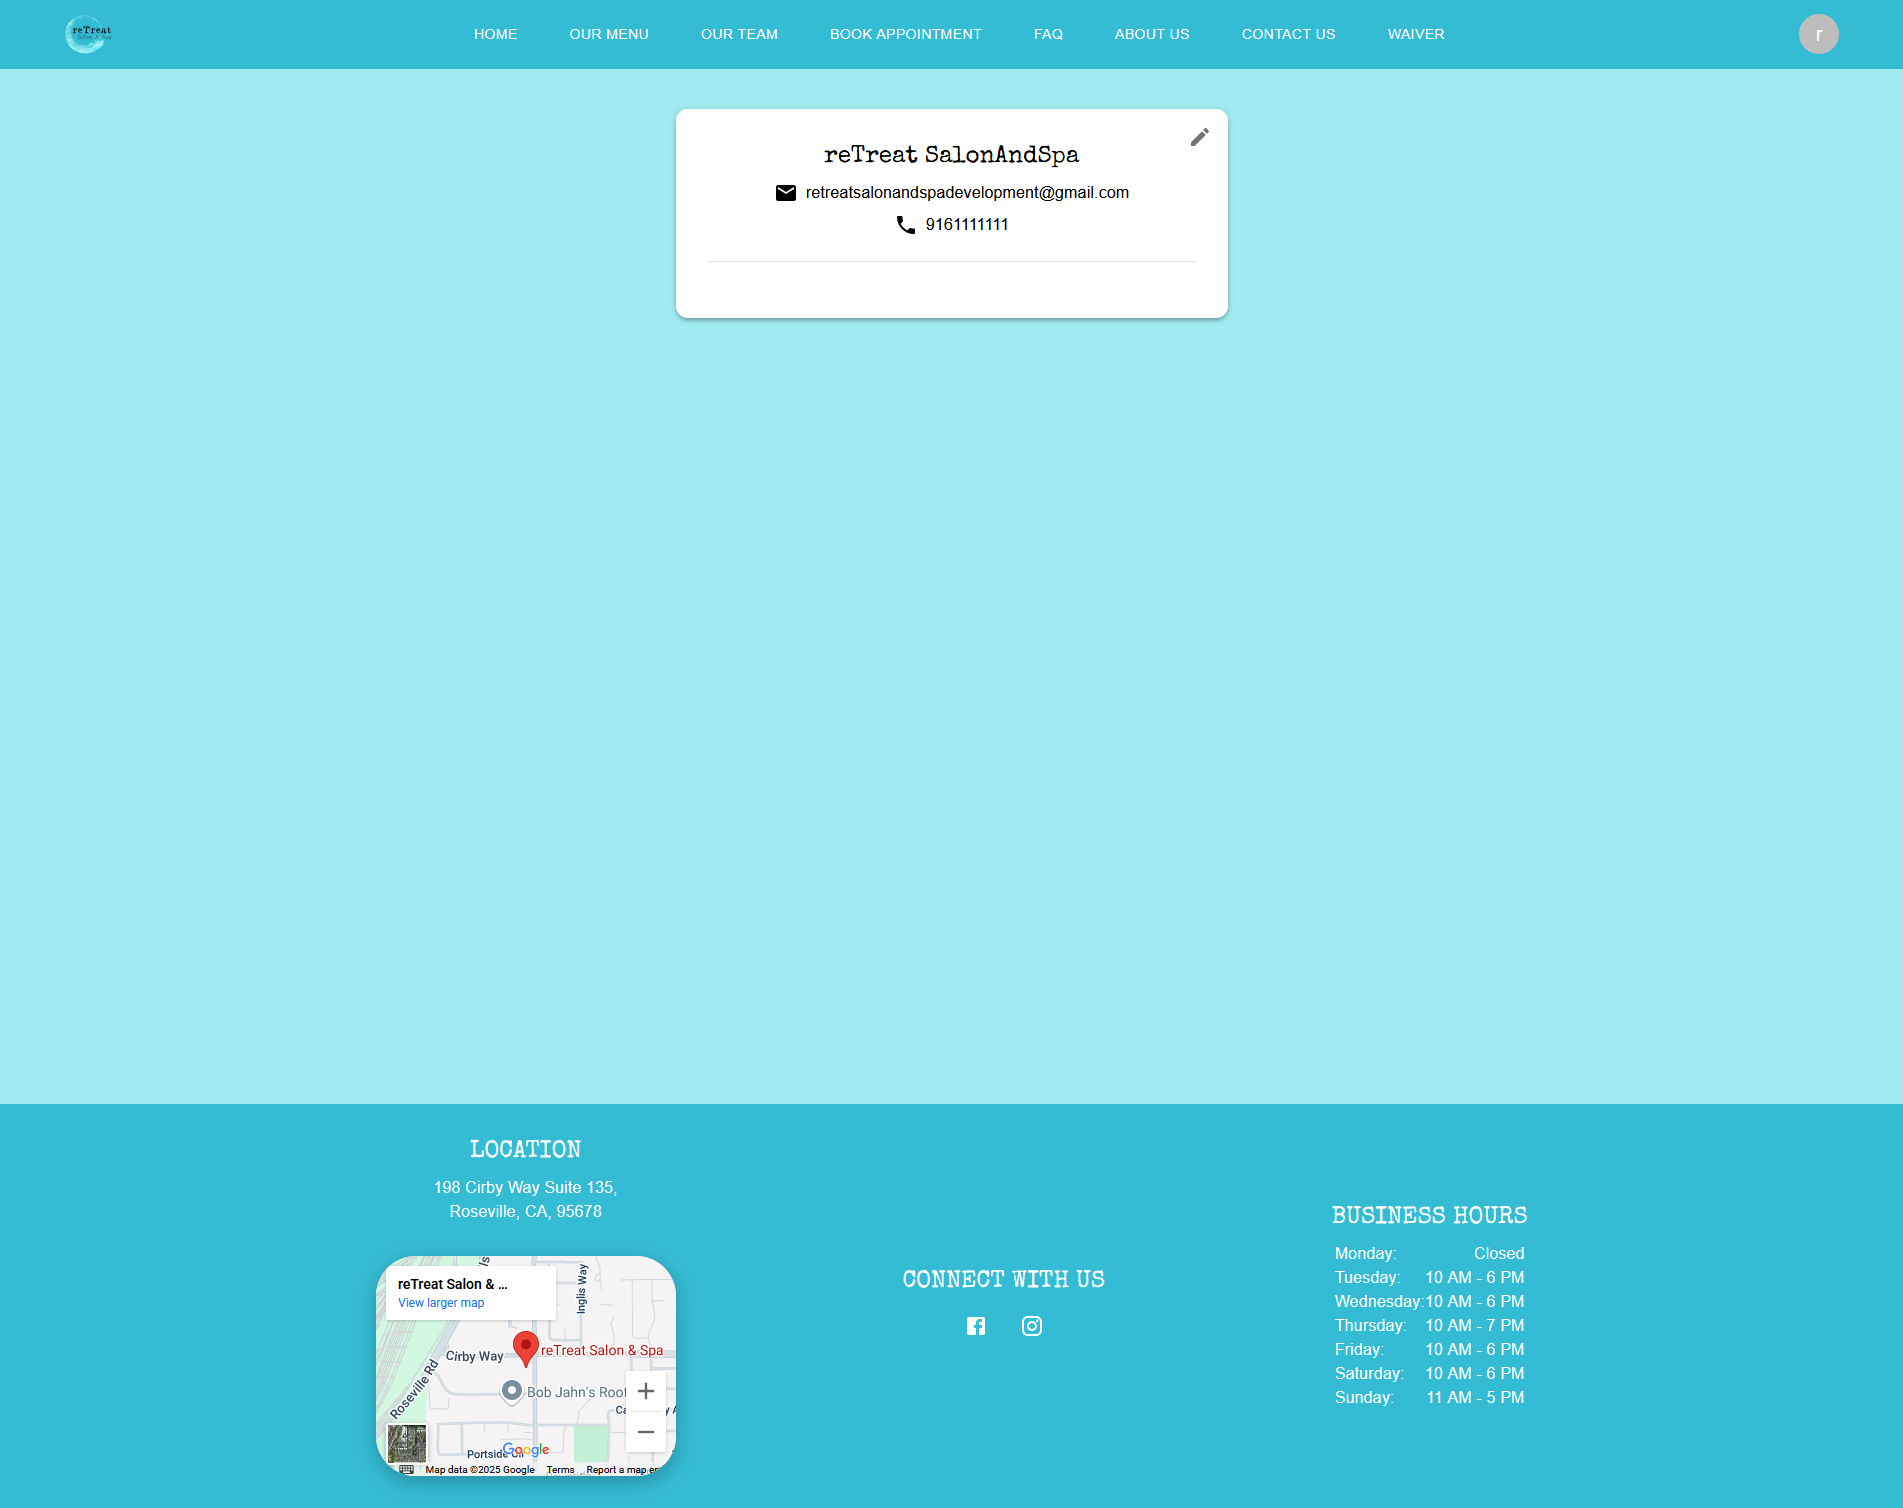 reTreat
Salon & Spa
HOME
OUR MENU
OUR TEAM
BOOK APPOINTMENT
FAQ
ABOUT US
CONTACT US
WAIVER
r
reTreat SalonAndSpa
retreatsalonandspadevelopment@gmail.com
9161111111
LOCATION
198 Cirby Way Suite 135,
Roseville, CA, 95678
reTreat Salon & ...
View larger map
Inglis Way
Cirby Way
reTreat Salon & Spa
Roseville Rd
Bob Jahn's Roof
Portside Cir
Google
Map data ©2025 Google
Terms
Report a map er
CONNECT WITH US
BUSINESS HOURS
Monday: Closed
Tuesday: 10 AM - 6 PM
Wednesday: 10 AM - 6 PM
Thursday: 10 AM - 7 PM
Friday: 10 AM - 6 PM
Saturday: 10 AM - 6 PM
Sunday: 11 AM - 5 PM